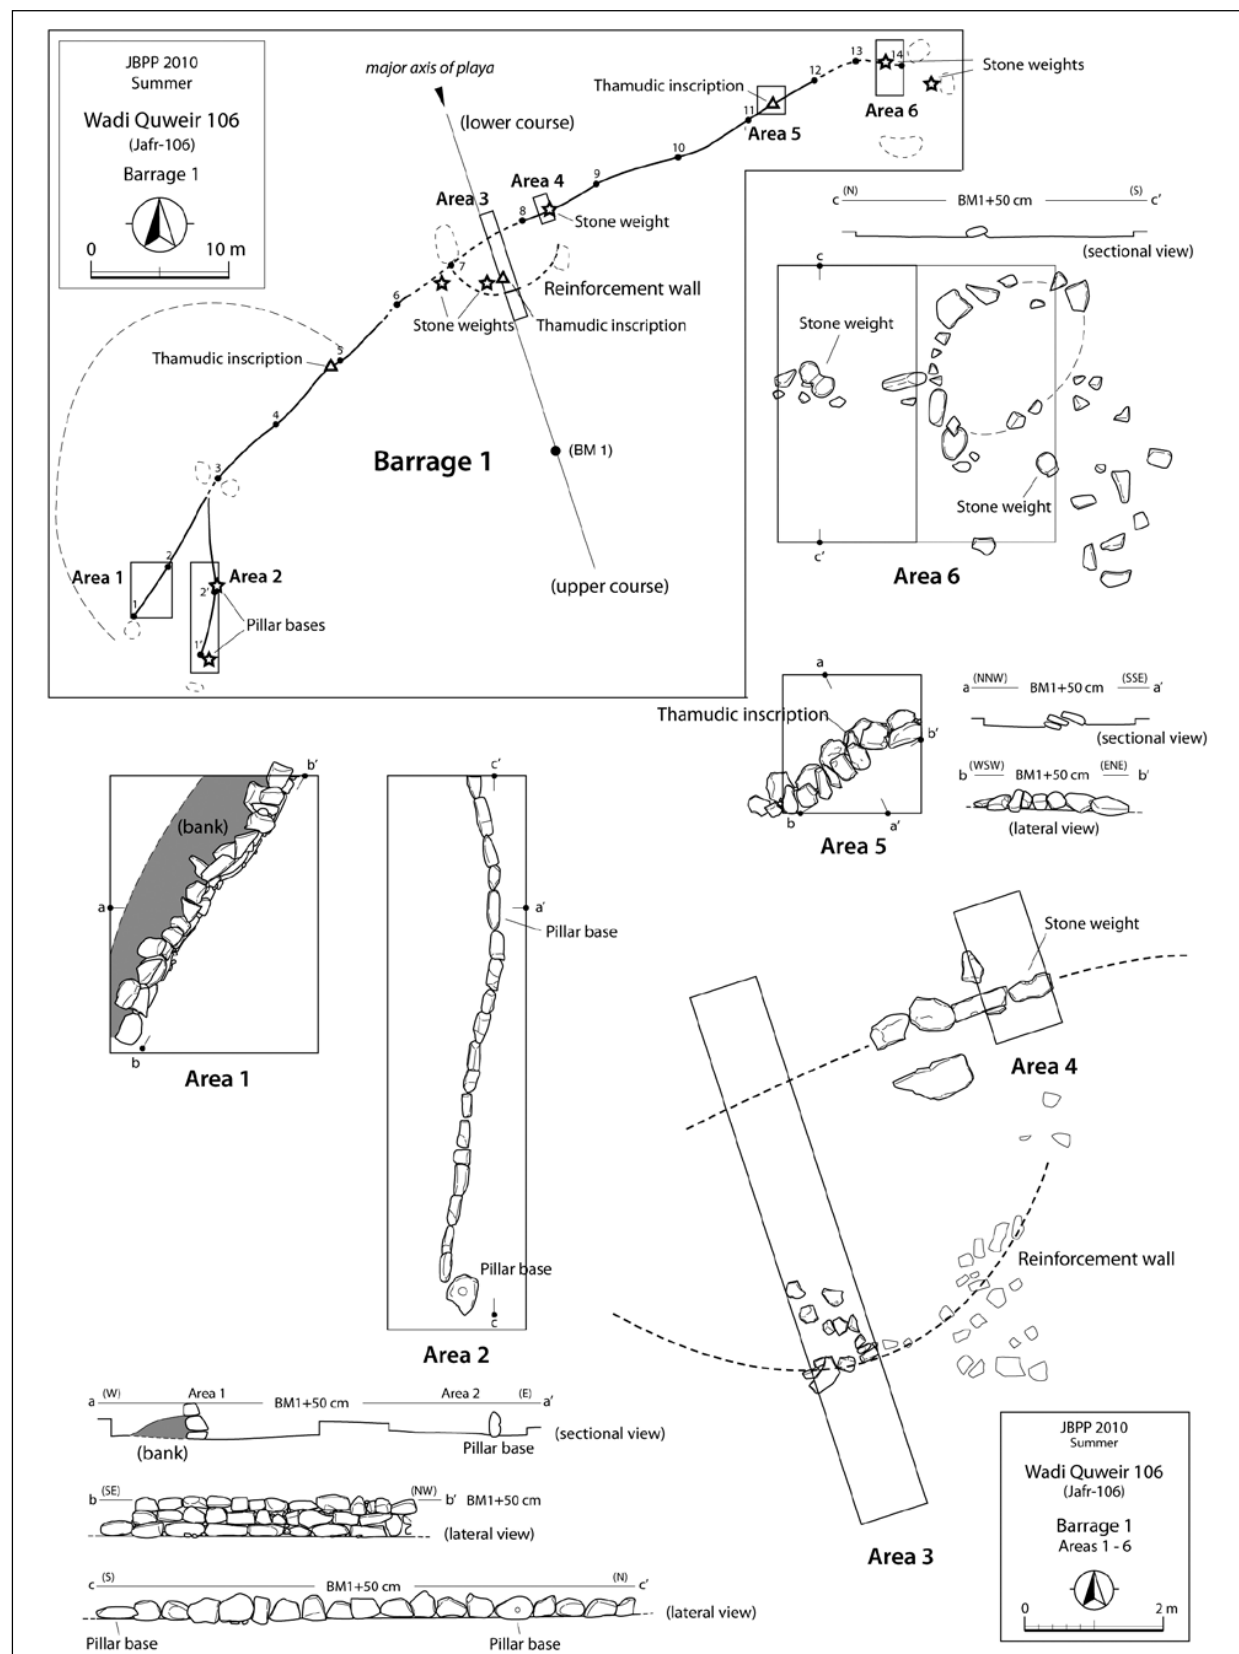 JBPP 2010
Summer
Wadi Quweir 106
(Jafr-106)
Barrage 1
0 10 m
major axis of playa
(lower course)
Thamudic inscription
Area 5
Area 6
Stone weights
Area 3
Area 4
Stone weight
Reinforcement wall
Stone weights
Thamudic inscription
Thamudic inscription
Barrage 1
(BM 1)
(upper course)
Area 1
Area 2
Pillar bases
1
2
3
4
5
6
7
8
9
10
11
12
13
14
1'
2'
c (N) BM1+50 cm (S) c'
(sectional view)
c
Stone weight
Stone weight
c'
Area 6
a
Thamudic inscription
b'
b
a'
Area 5
a (NNW) BM1+50 cm (SSE) a'
(sectional view)
b (WSW) BM1+50 cm (ENE) b'
(lateral view)
b'
(bank)
a
b
Area 1
c'
a'
Pillar base
Pillar base
c
Area 2
Stone weight
Area 4
Reinforcement wall
Area 3
a (W) Area 1 BM1+50 cm Area 2 (E) a'
(bank)
Pillar base
(sectional view)
b (SE) (NW) b' BM1+50 cm
(lateral view)
c (S) BM1+50 cm (N) c'
(lateral view)
Pillar base
Pillar base
JBPP 2010
Summer
Wadi Quweir 106
(Jafr-106)
Barrage 1
Areas 1 - 6
0 2 m